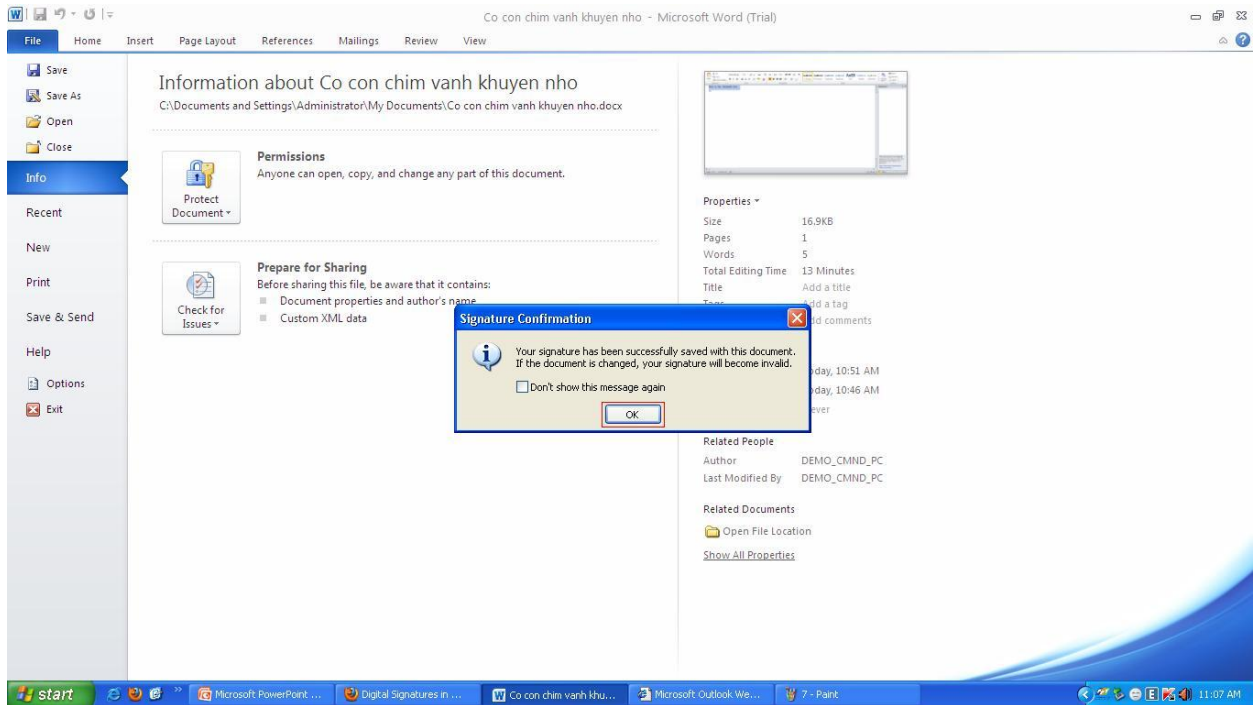 Co con chim vanh khuyen nho - Microsoft Word (Trial)
File Home Insert Page Layout References Mailings Review View
Save
Save As
Open
Close
Info
Recent
New
Print
Save & Send
Help
Options
Exit
Information about Co con chim vanh khuyen nho
C:\Documents and Settings\Administrator\My Documents\Co con chim vanh khuyen nho.docx
Protect
Document
Permissions
Anyone can open, copy, and change any part of this document.
Check for
Issues
Prepare for Sharing
Before sharing this file, be aware that it contains:
Document properties and author's name
Custom XML data
Signature Confirmation
Your signature has been successfully saved with this document.
If the document is changed, your signature will become invalid.
Don't show this message again
OK
Properties
Size 16.9KB
Pages 1
Words 5
Total Editing Time 13 Minutes
Title Add a title
Tags Add a tag
dd comments
oday, 10:51 AM
oday, 10:46 AM
ever
Related People
Author DEMO_CMND_PC
Last Modified By DEMO_CMND_PC
Related Documents
Open File Location
Show All Properties
start Microsoft PowerPoint ... Digital Signatures in ... Co con chim vanh khu... Microsoft Outlook We... 7 - Paint 11:07 AM